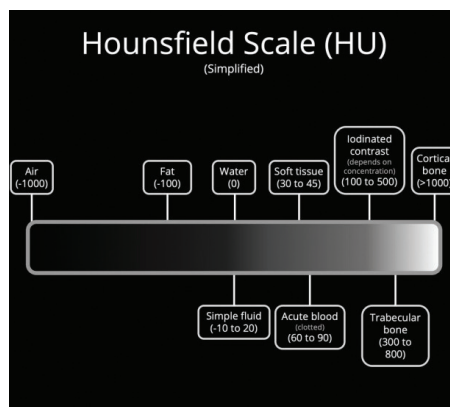 Hounsfield Scale (HU)
(Simplified)
Air
(-1000)
Fat
(-100)
Water
(0)
Soft tissue
(30 to 45)
Iodinated
contrast
(depends on
concentration)
(100 to 500)
Cortical
bone
(>1000)
Simple fluid
(-10 to 20)
Acute blood
(clotted)
(60 to 90)
Trabecular
bone
(300 to
800)